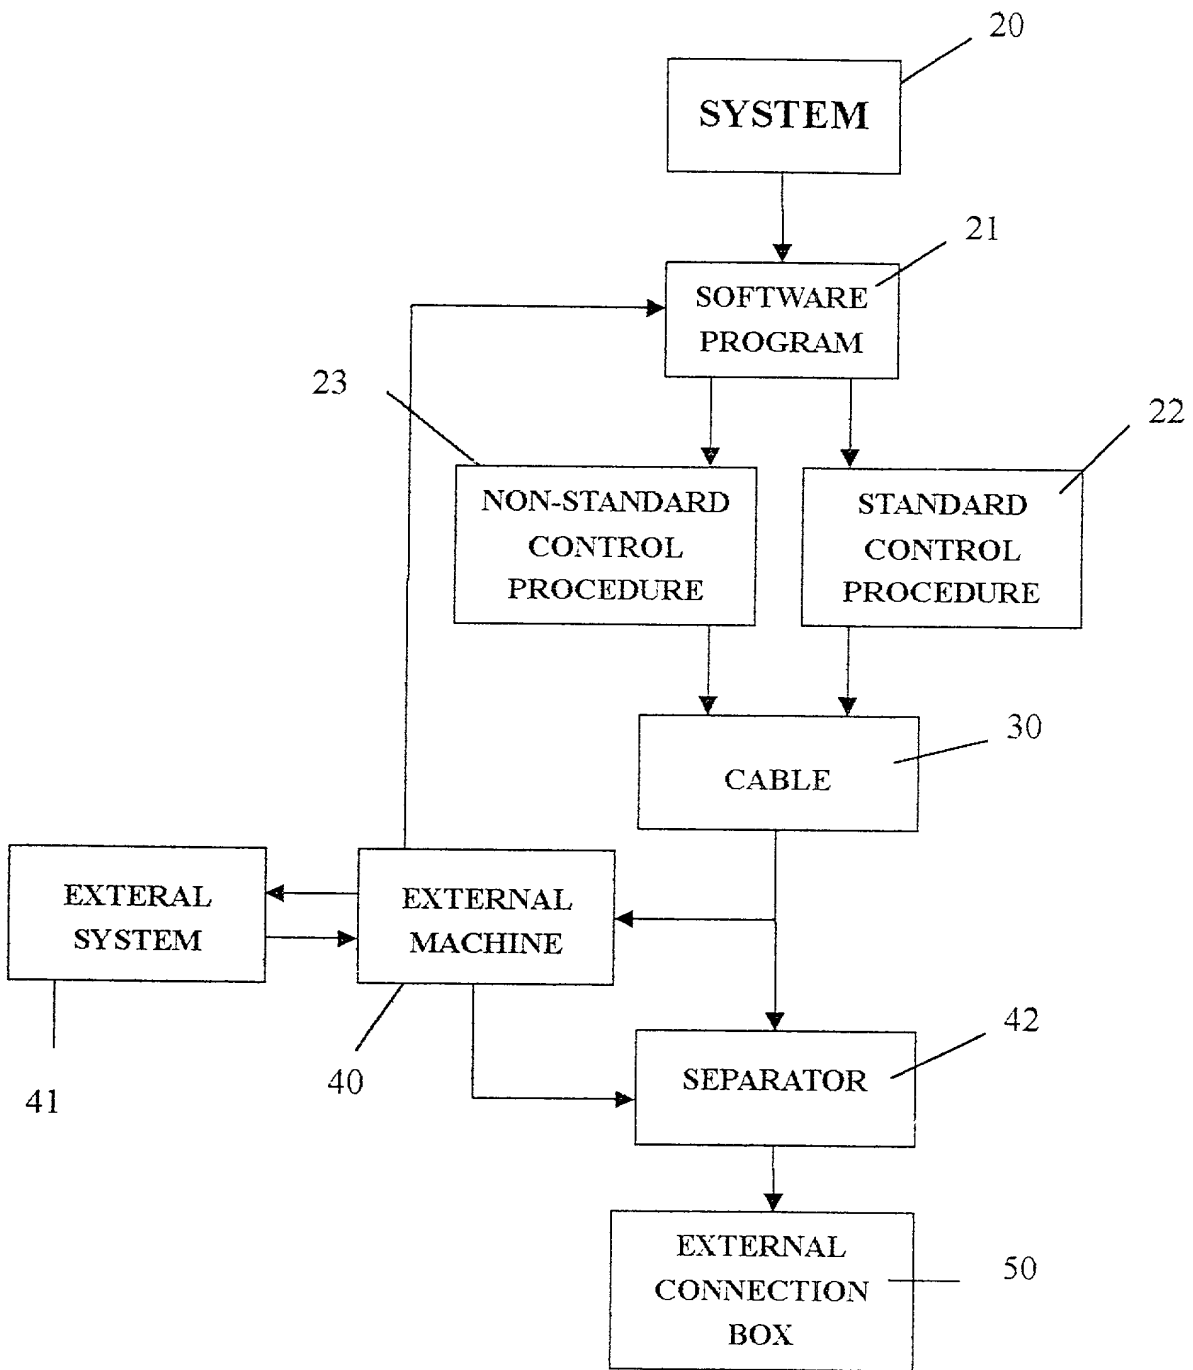 20
SYSTEM
21
SOFTWARE
PROGRAM
23
22
NON-STANDARD
CONTROL
PROCEDURE
STANDARD
CONTROL
PROCEDURE
30
CABLE
EXTERAL
SYSTEM
EXTERNAL
MACHINE
41
40
42
SEPARATOR
EXTERNAL
CONNECTION
BOX
50